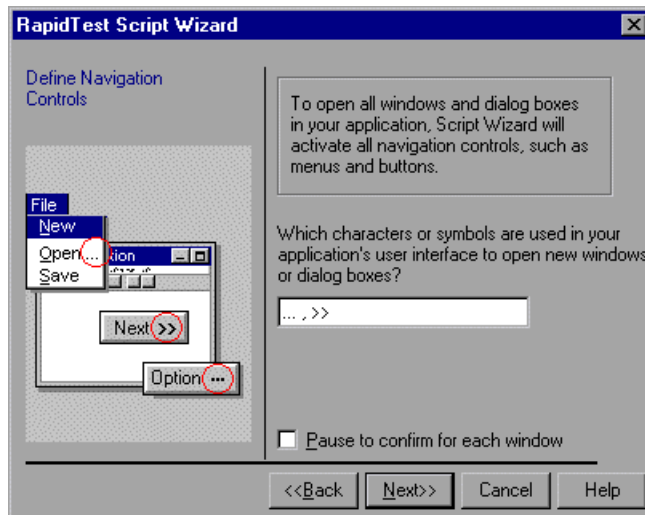 RapidTest Script Wizard
Define Navigation
Controls
File
New
Open ...
Save
tion
Next >>
Option ...
To open all windows and dialog boxes
in your application, Script Wizard will
activate all navigation controls, such as
menus and buttons.
Which characters or symbols are used in your
application's user interface to open new windows
or dialog boxes?
... , >>
Pause to confirm for each window
<<Back
Next>>
Cancel
Help